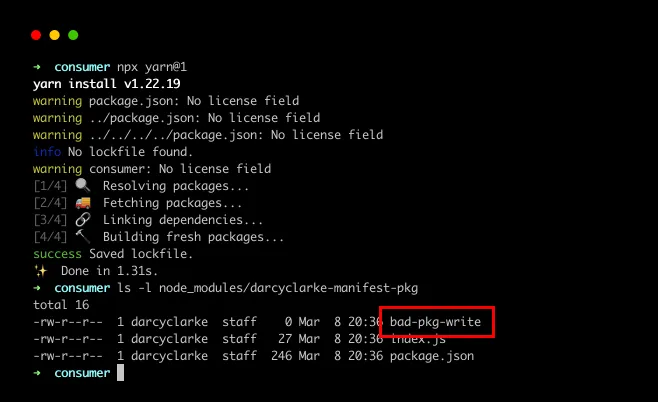 ➜ consumer npx yarn@1
yarn install v1.22.19
warning package.json: No license field
warning ../package.json: No license field
warning ../../../../package.json: No license field
info No lockfile found.
warning consumer: No license field
[1/4] 🔍 Resolving packages...
[2/4] 🚚 Fetching packages...
[3/4] 🔗 Linking dependencies...
[4/4] 🔨 Building fresh packages...
success Saved lockfile.
✨ Done in 1.31s.
➜ consumer ls -l node_modules/darcyclarke-manifest-pkg
total 16
-rw-r--r-- 1 darcyclarke staff 0 Mar 8 20:36 bad-pkg-write
-rw-r--r-- 1 darcyclarke staff 27 Mar 8 20:36 index.js
-rw-r--r-- 1 darcyclarke staff 246 Mar 8 20:36 package.json
➜ consumer